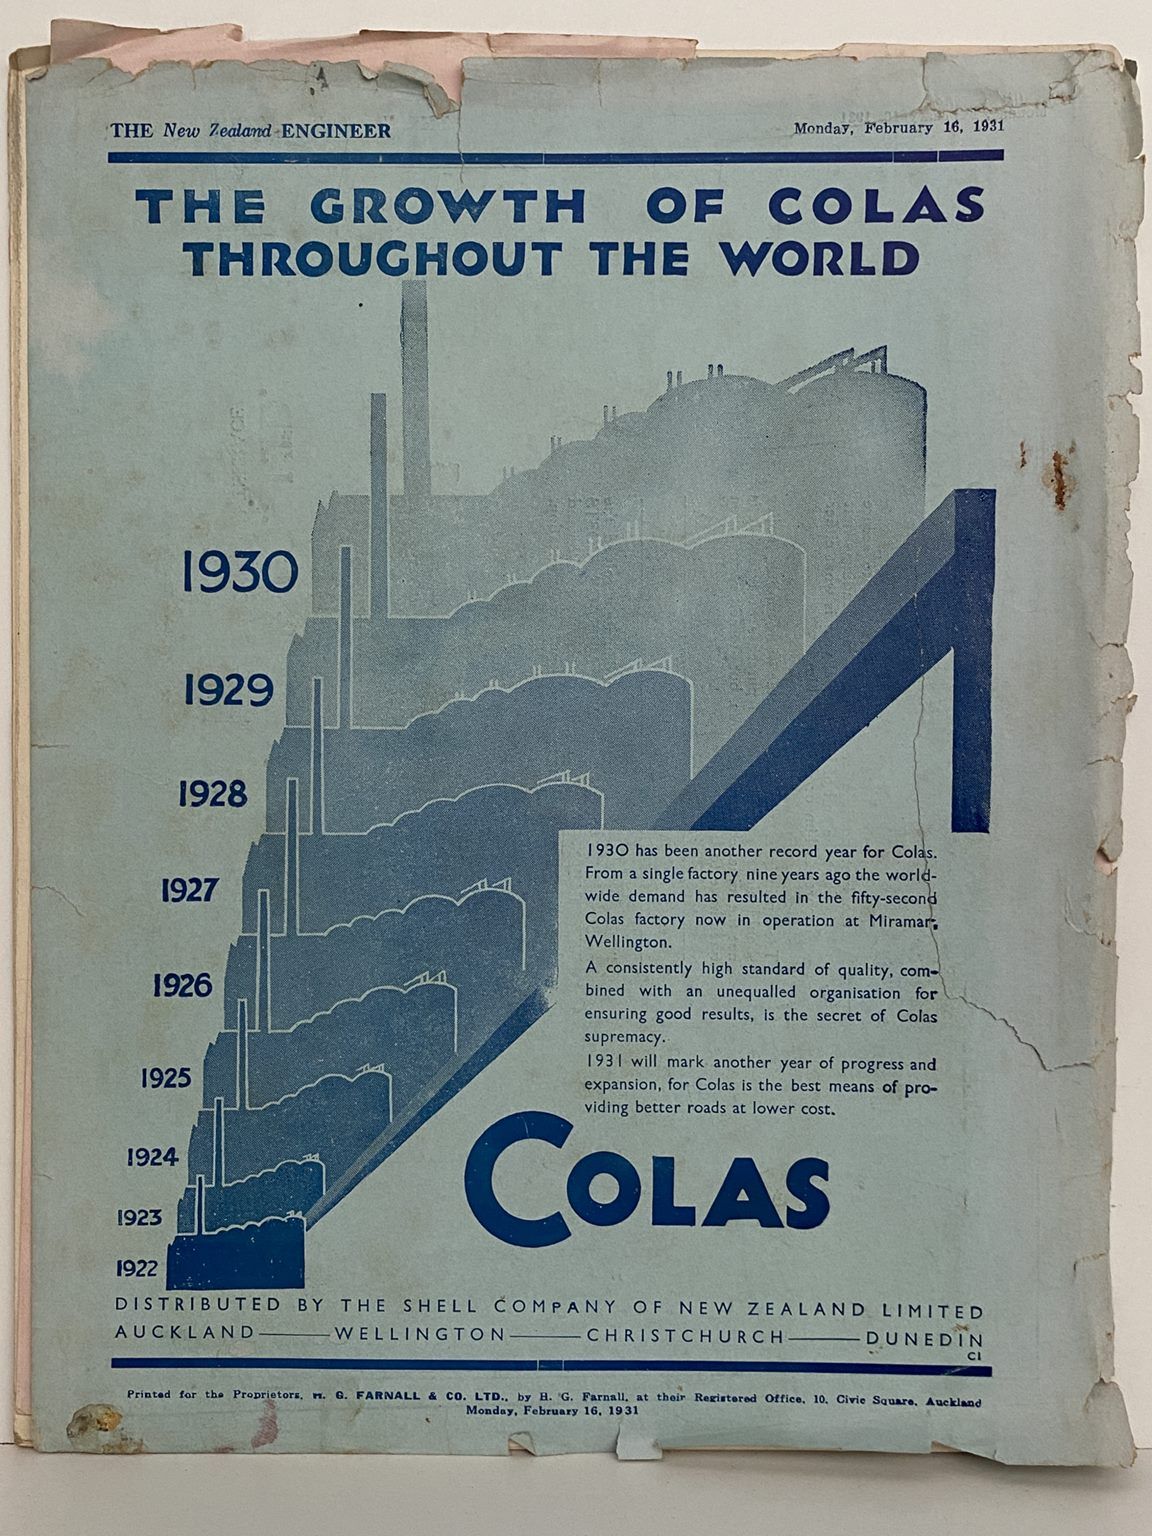 THE New Zealand ENGINEER
Monday, February 16, 1931
THE GROWTH OF COLAS
THROUGHOUT THE WORLD
1930
1929
1928
1927
1926
1925
1924
1923
1922
1930 has been another record year for Colas.
From a single factory nine years ago the world-
wide demand has resulted in the fifty-second
Colas factory now in operation at Miramar,
Wellington.
A consistently high standard of quality, com-
bined with an unequalled organisation for
ensuring good results, is the secret of Colas
supremacy.
1931 will mark another year of progress and
expansion, for Colas is the best means of pro-
viding better roads at lower cost.
COLAS
DISTRIBUTED BY THE SHELL COMPANY OF NEW ZEALAND LIMITED
AUCKLAND—WELLINGTON—CHRISTCHURCH—DUNEDIN
C1
Printed for the Proprietors, H. G. FARNALL & CO. LTD., by H. G. Farnall, at their Registered Office, 10, Civic Square, Auckland
Monday, February 16, 1931